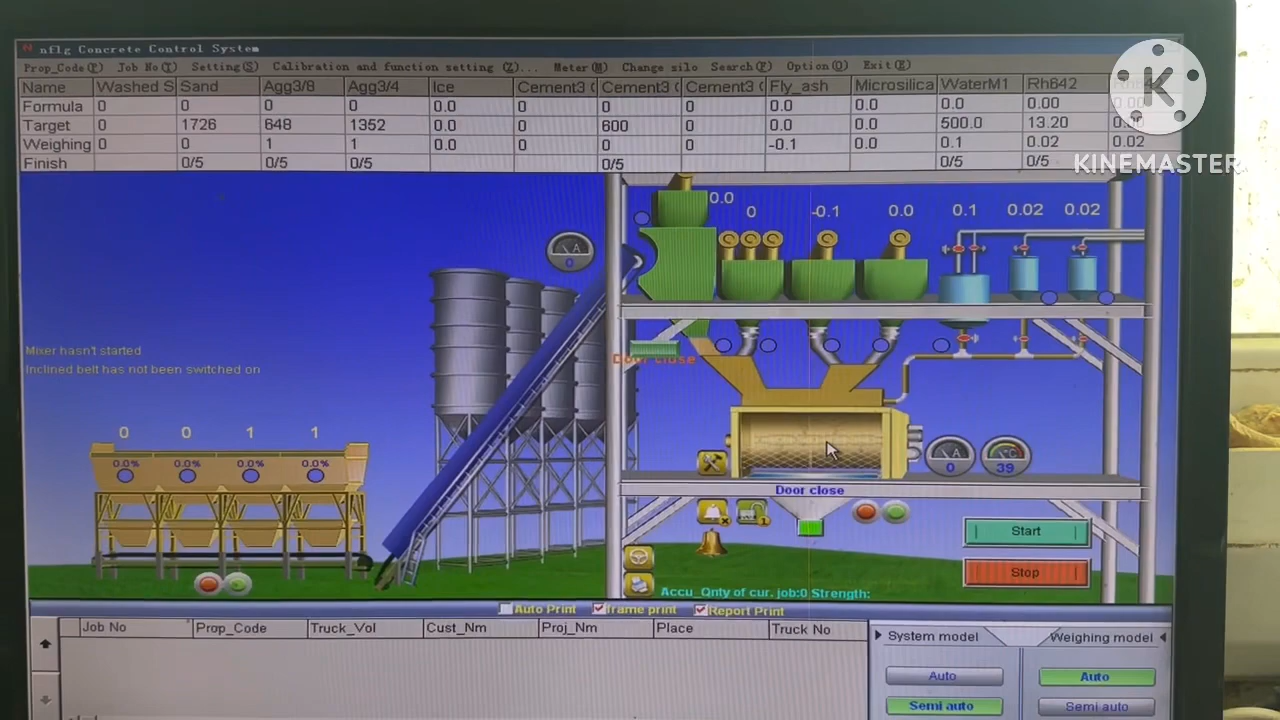 nflg Concrete Control System
Prop_Code(P) Job No(T) Setting(S) Calibration and function setting (Z)... Meter(M) Change silo Search(F) Option(O) Exit(E)
Name Washed S Sand Agg3/8 Agg3/4 Ice Cement3 ( Cement3 ( Cement3 ( Fly_ash Microsilica WaterM1 Rh642
Formula 0 0 0 0 0.0 0 0 0 0.0 0.0 0.0 0.00 0.00
Target 0 1726 648 1352 0.0 0 600 0 0.0 0.0 500.0 13.20
Weighing 0 0 1 1 0.0 0 0 0 -0.1 0.0 0.1 0.02 0.02
Finish 0/5 0/5 0/5 0/5 0/5 0/5
K
KINEMASTER
0.0 0 -0.1 0.0 0.1 0.02 0.02
A
0
Mixer hasn't started
Inclined belt has not been switched on
Door close
0 0 1 1
0.0% 0.0% 0.0% 0.0%
A
0
°C
39
Door close
Start
Stop
Accu_Qnty of cur. job:0 Strength:
Auto Print Iframe print Report Print
Job No Prop_Code Truck_Vol Cust_Nm Proj_Nm Place Truck No
System model Weighing model
Auto Auto
Semi auto Semi auto